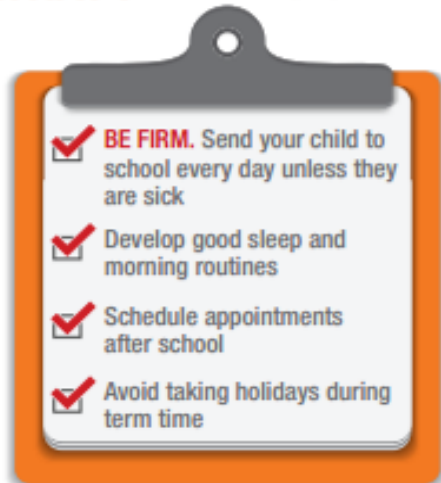 BE FIRM. Send your child to
school every day unless they
are sick
Develop good sleep and
morning routines
Schedule appointments
after school
Avoid taking holidays during
term time